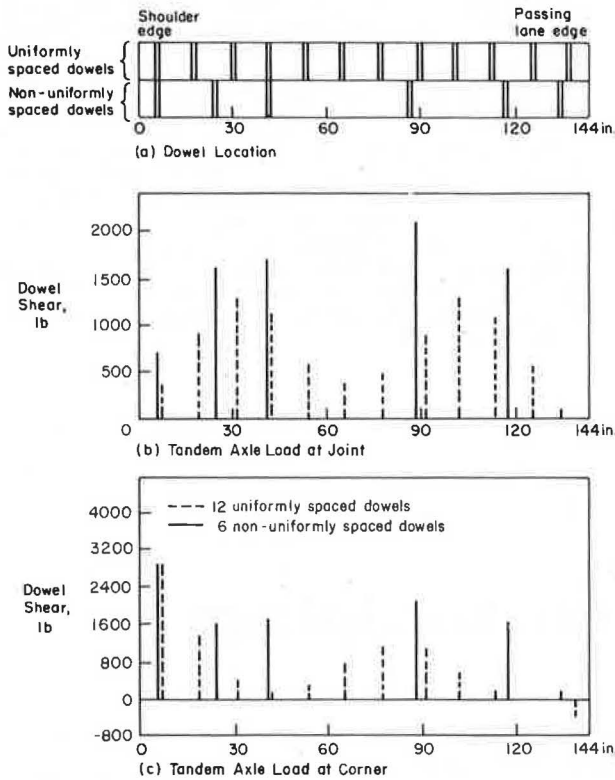 Shoulder edge
Passing lane edge
Uniformly spaced dowels
Non-uniformly spaced dowels
0 30 60 90 120 144 in.
(a) Dowel Location
Dowel Shear, lb
2000
1500
1000
500
0 30 60 90 120 144 in.
(b) Tandem Axle Load at Joint
--- 12 uniformly spaced dowels
— 6 non-uniformly spaced dowels
Dowel Shear, lb
4000
3200
2400
1600
800
0
-800
0 30 60 90 120 144 in.
(c) Tandem Axle Load at Corner